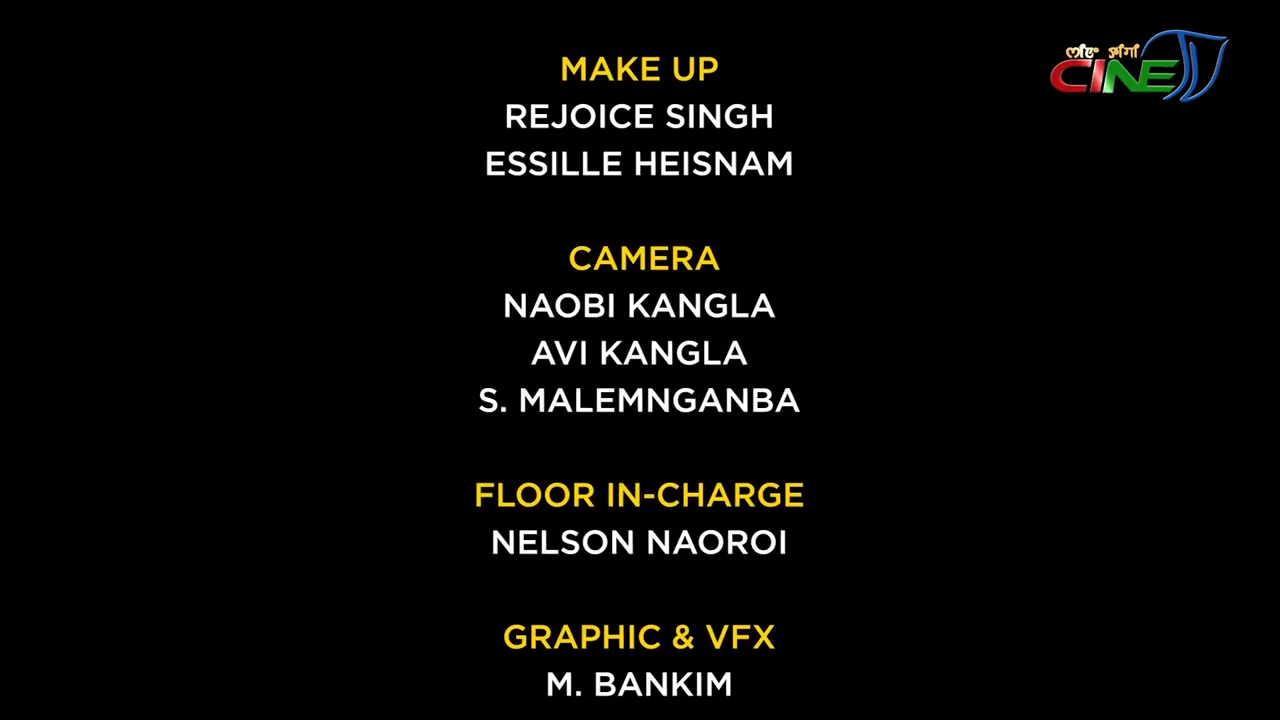 MAKE UP
REJOICE SINGH
ESSILLE HEISNAM
CAMERA
NAOBI KANGLA
AVI KANGLA
S. MALEMNGANBA
FLOOR IN-CHARGE
NELSON NAOROI
GRAPHIC & VFX
M. BANKIM
CINE TV